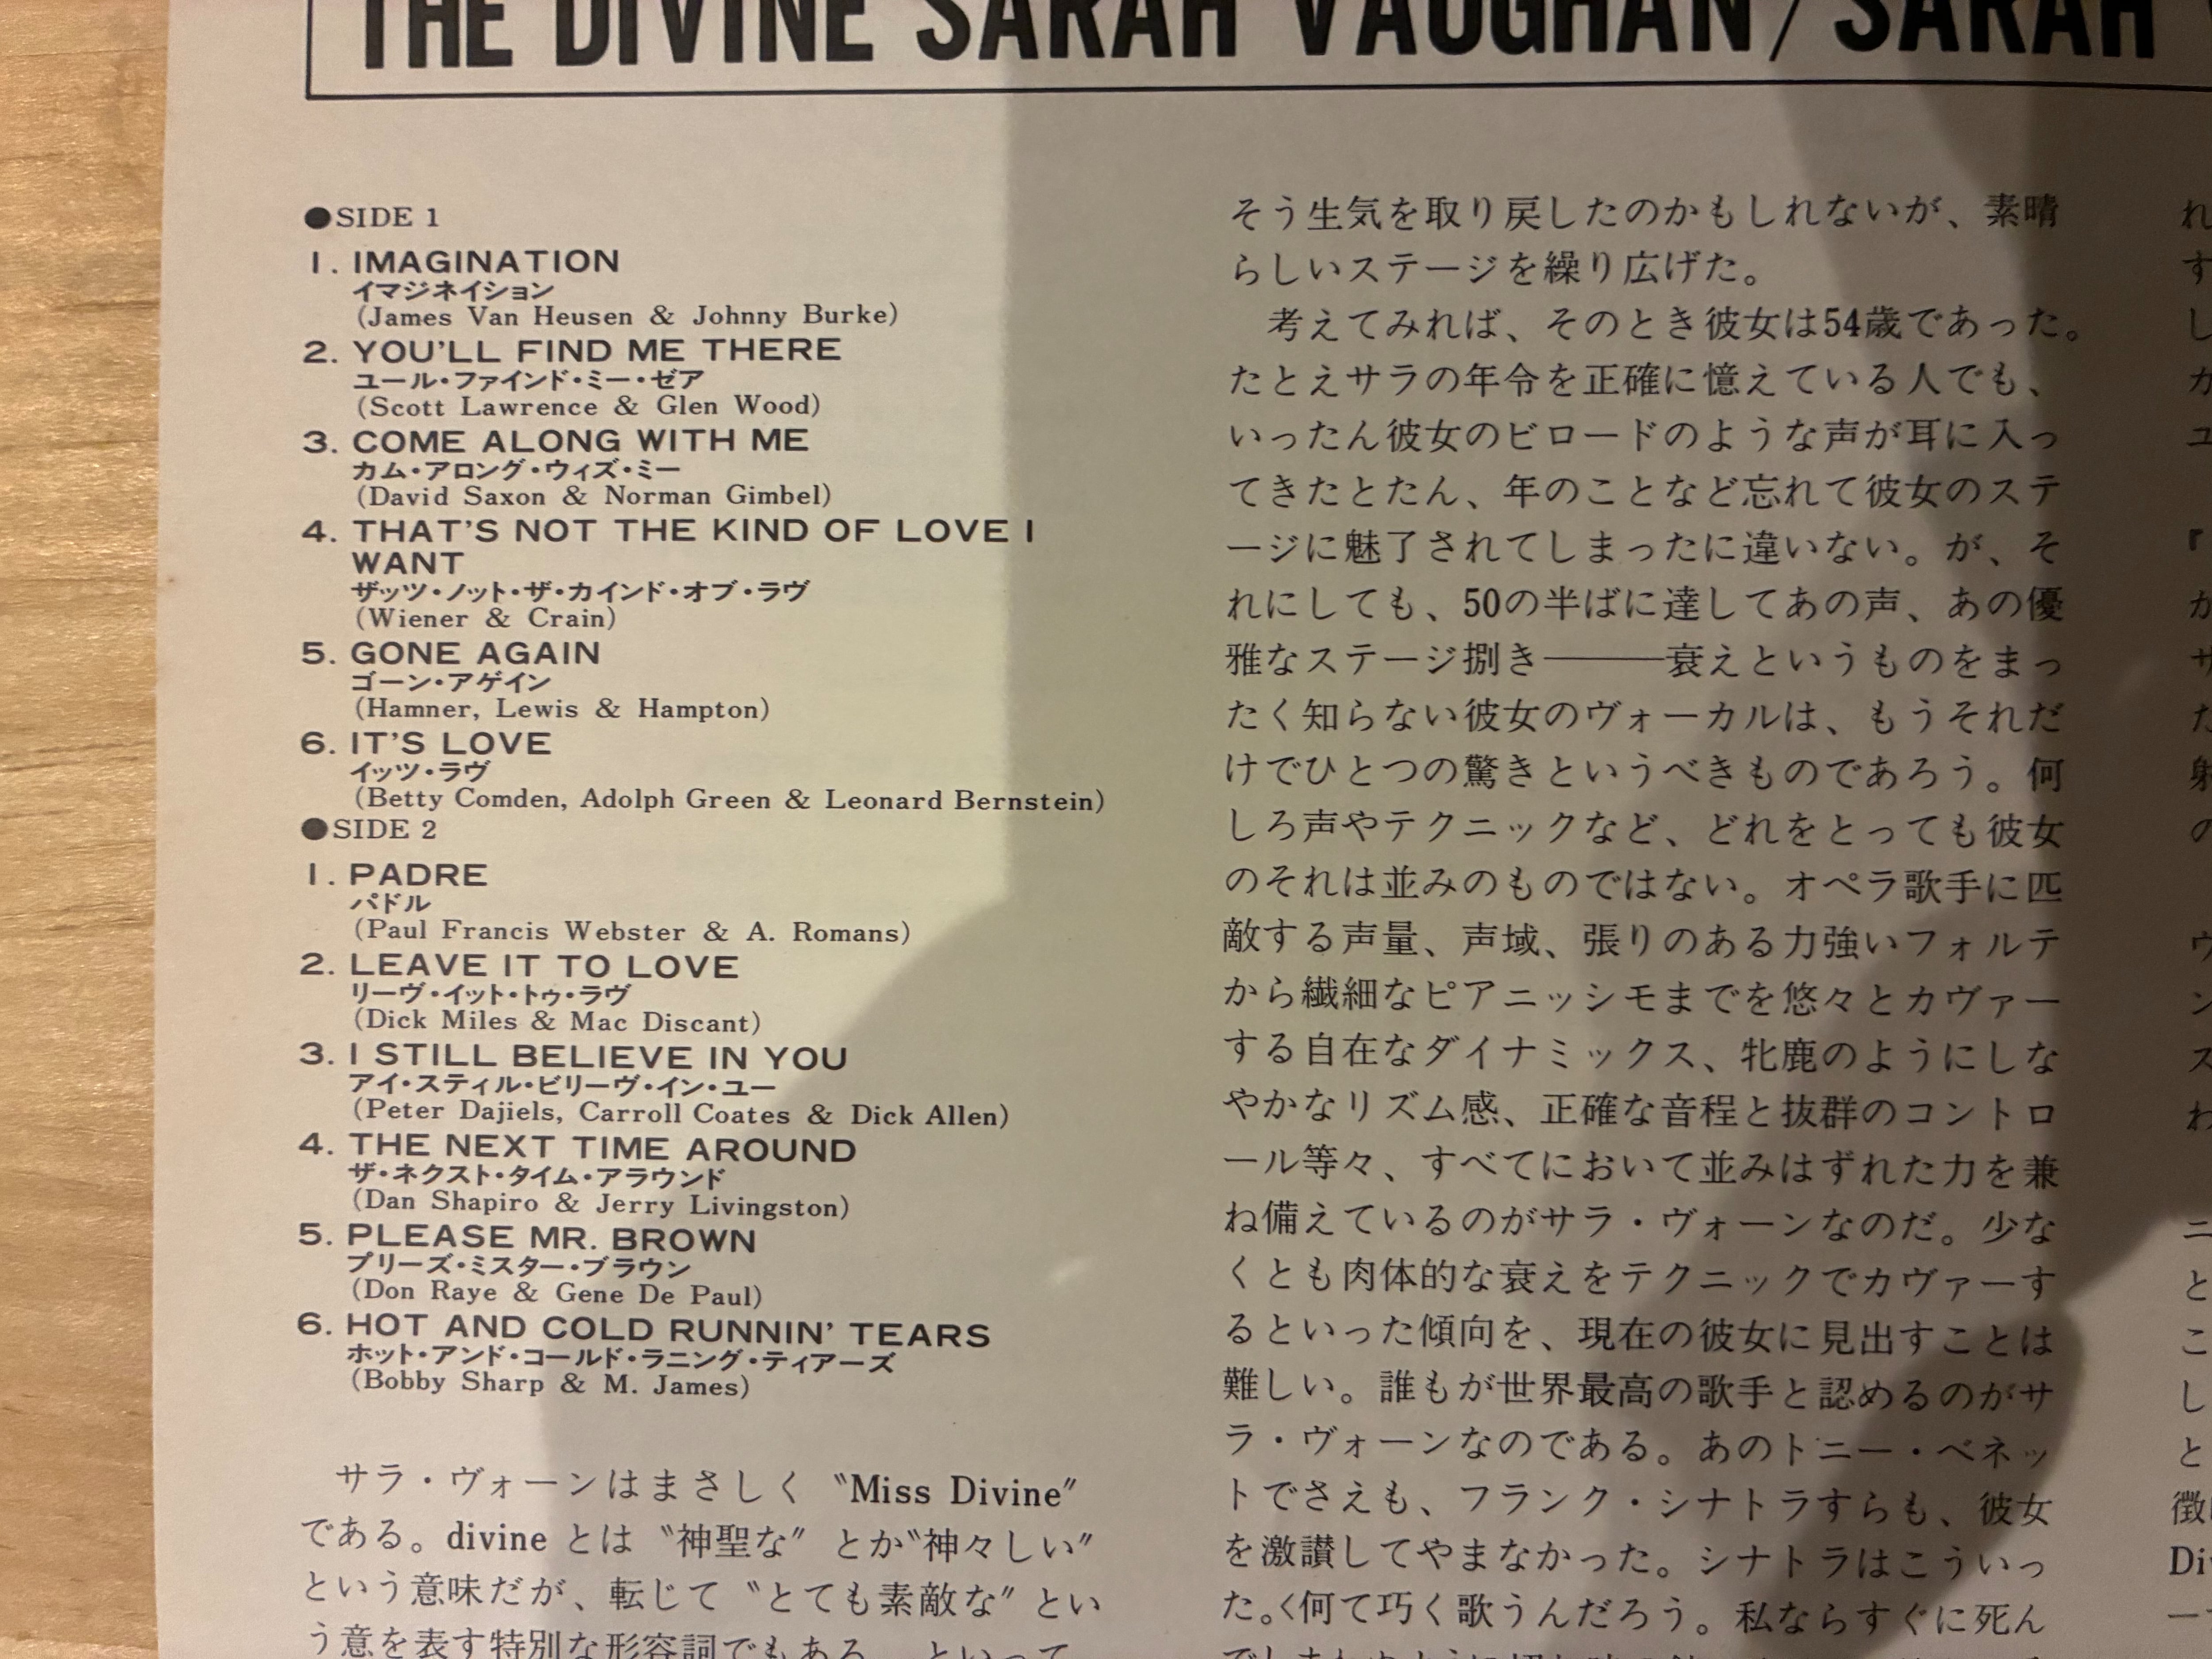 THE DIVINE SARAH VAUGHAN/SARAH
●SIDE 1
1. IMAGINATION
イマジネイション
(James Van Heusen & Johnny Burke)
2. YOU'LL FIND ME THERE
ユール・ファインド・ミー・ゼア
(Scott Lawrence & Glen Wood)
3. COME ALONG WITH ME
カム・アロング・ウィズ・ミー
(David Saxon & Norman Gimbel)
4. THAT'S NOT THE KIND OF LOVE I
WANT
ザッツ・ノット・ザ・カインド・オブ・ラヴ
(Wiener & Crain)
5. GONE AGAIN
ゴーン・アゲイン
(Hamner, Lewis & Hampton)
6. IT'S LOVE
イッツ・ラヴ
(Betty Comden, Adolph Green & Leonard Bernstein)
●SIDE 2
1. PADRE
パドル
(Paul Francis Webster & A. Romans)
2. LEAVE IT TO LOVE
リーヴ・イット・トゥ・ラヴ
(Dick Miles & Mac Discant)
3. I STILL BELIEVE IN YOU
アイ・スティル・ビリーヴ・イン・ユー
(Peter Dajiels, Carroll Coates & Dick Allen)
4. THE NEXT TIME AROUND
ザ・ネクスト・タイム・アラウンド
(Dan Shapiro & Jerry Livingston)
5. PLEASE MR. BROWN
プリーズ・ミスター・ブラウン
(Don Raye & Gene De Paul)
6. HOT AND COLD RUNNIN' TEARS
ホット・アンド・コールド・ラニング・ティアーズ
(Bobby Sharp & M. James)
サラ・ヴォーンはまさしく〝Miss Divine〟
である。divine とは〝神聖な〟とか〝神々しい〟
という意味だが、転じて〝とても素敵な〟とい
う意を表す特別な形容詞でもある。といって
そう生気を取り戻したのかもしれないが、素晴
らしいステージを繰り広げた。
考えてみれば、そのとき彼女は54歳であった。
たとえサラの年令を正確に憶えている人でも、
いったん彼女のビロードのような声が耳に入っ
てきたとたん、年のことなど忘れて彼女のステ
ージに魅了されてしまったに違いない。が、そ
れにしても、50の半ばに達してあの声、あの優
雅なステージ捌き―――衰えというものをまっ
たく知らない彼女のヴォーカルは、もうそれだ
けでひとつの驚きというべきものであろう。何
しろ声やテクニックなど、どれをとっても彼女
のそれは並みのものではない。オペラ歌手に匹
敵する声量、声域、張りのある力強いフォルテ
から繊細なピアニッシモまでを悠々とカヴァー
する自在なダイナミックス、牝鹿のようにしな
やかなリズム感、正確な音程と抜群のコントロ
ール等々、すべてにおいて並みはずれた力を兼
ね備えているのがサラ・ヴォーンなのだ。少な
くとも肉体的な衰えをテクニックでカヴァーす
るといった傾向を、現在の彼女に見出すことは
難しい。誰もが世界最高の歌手と認めるのがサ
ラ・ヴォーンなのである。あのトニー・ベネッ
トでさえも、フランク・シナトラすらも、彼女
を激讃してやまなかった。シナトラはこういっ
た。〈何て巧く歌うんだろう。私ならすぐに死ん